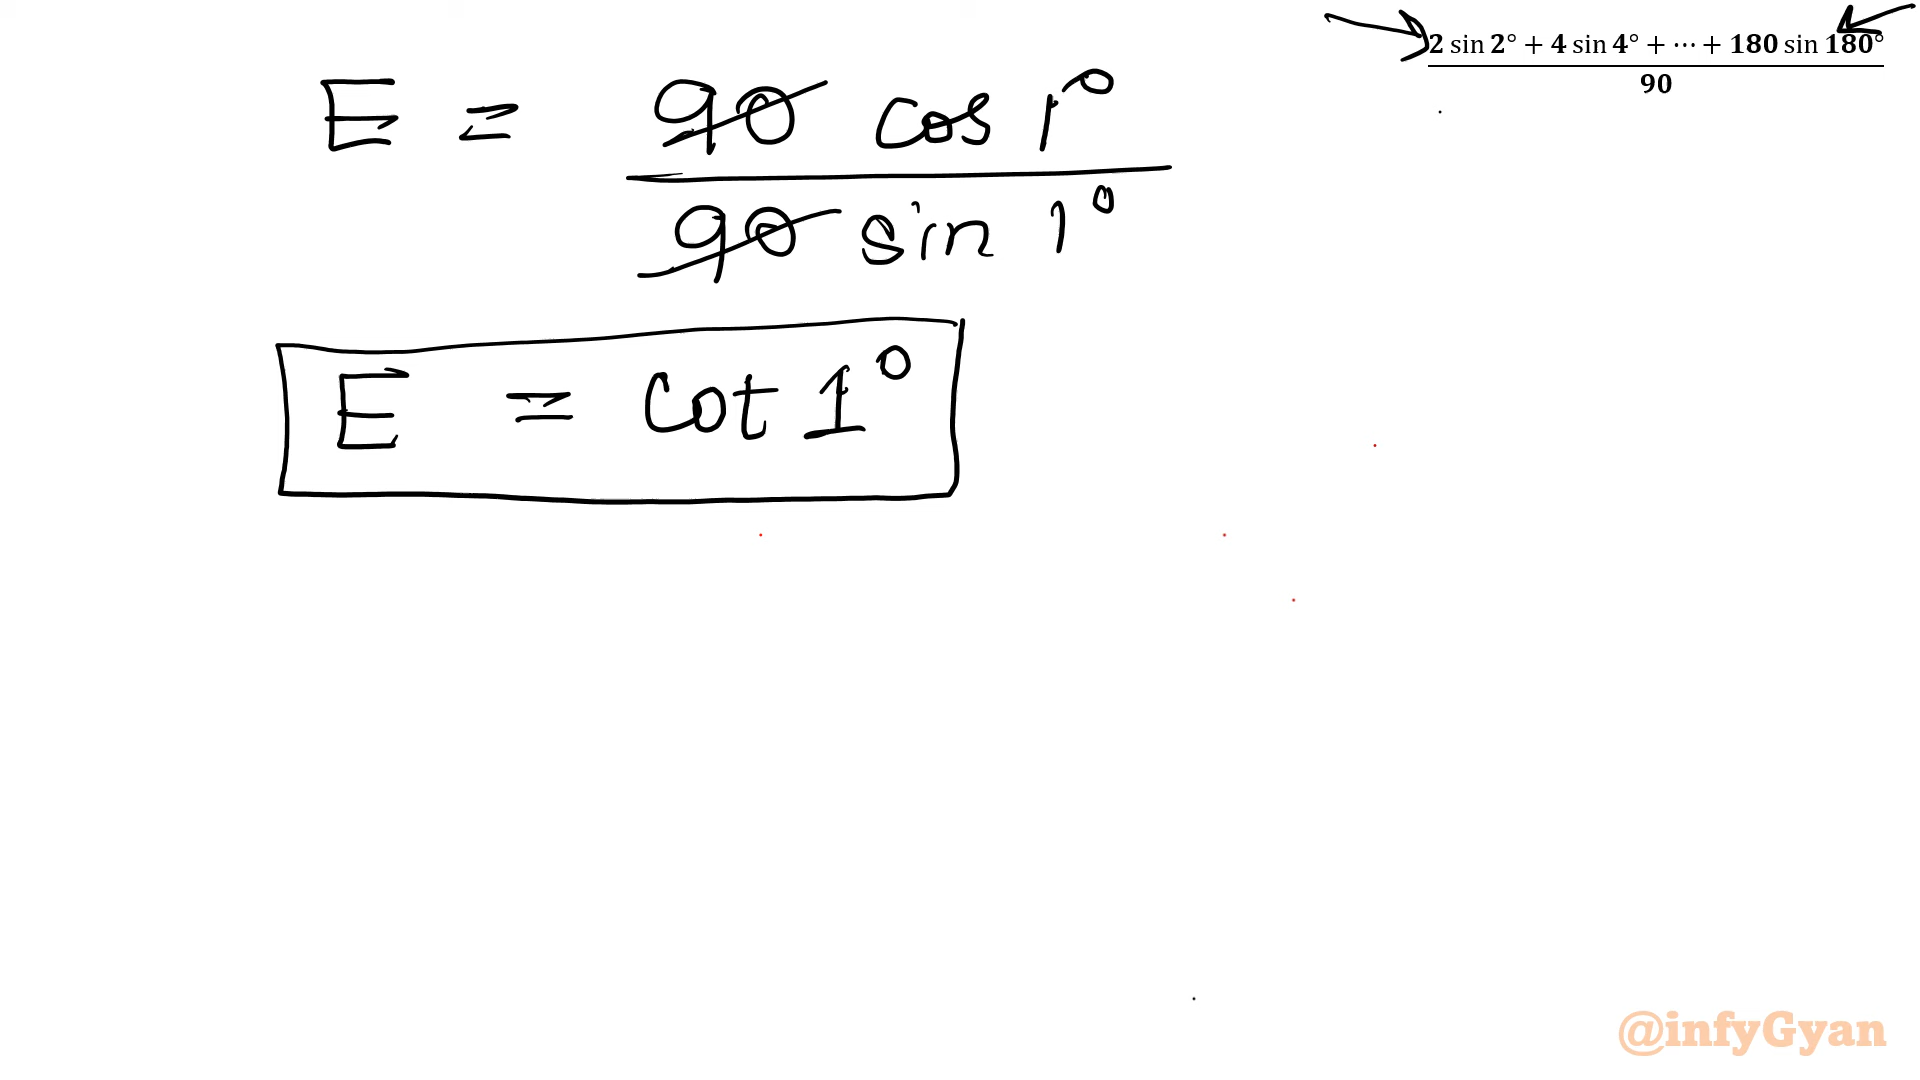 2 sin 2° + 4 sin 4° + ⋯ + 180 sin 180°
90
E = 90 cos 1°
90 sin 1°
E = cot 1°
@infyGyan